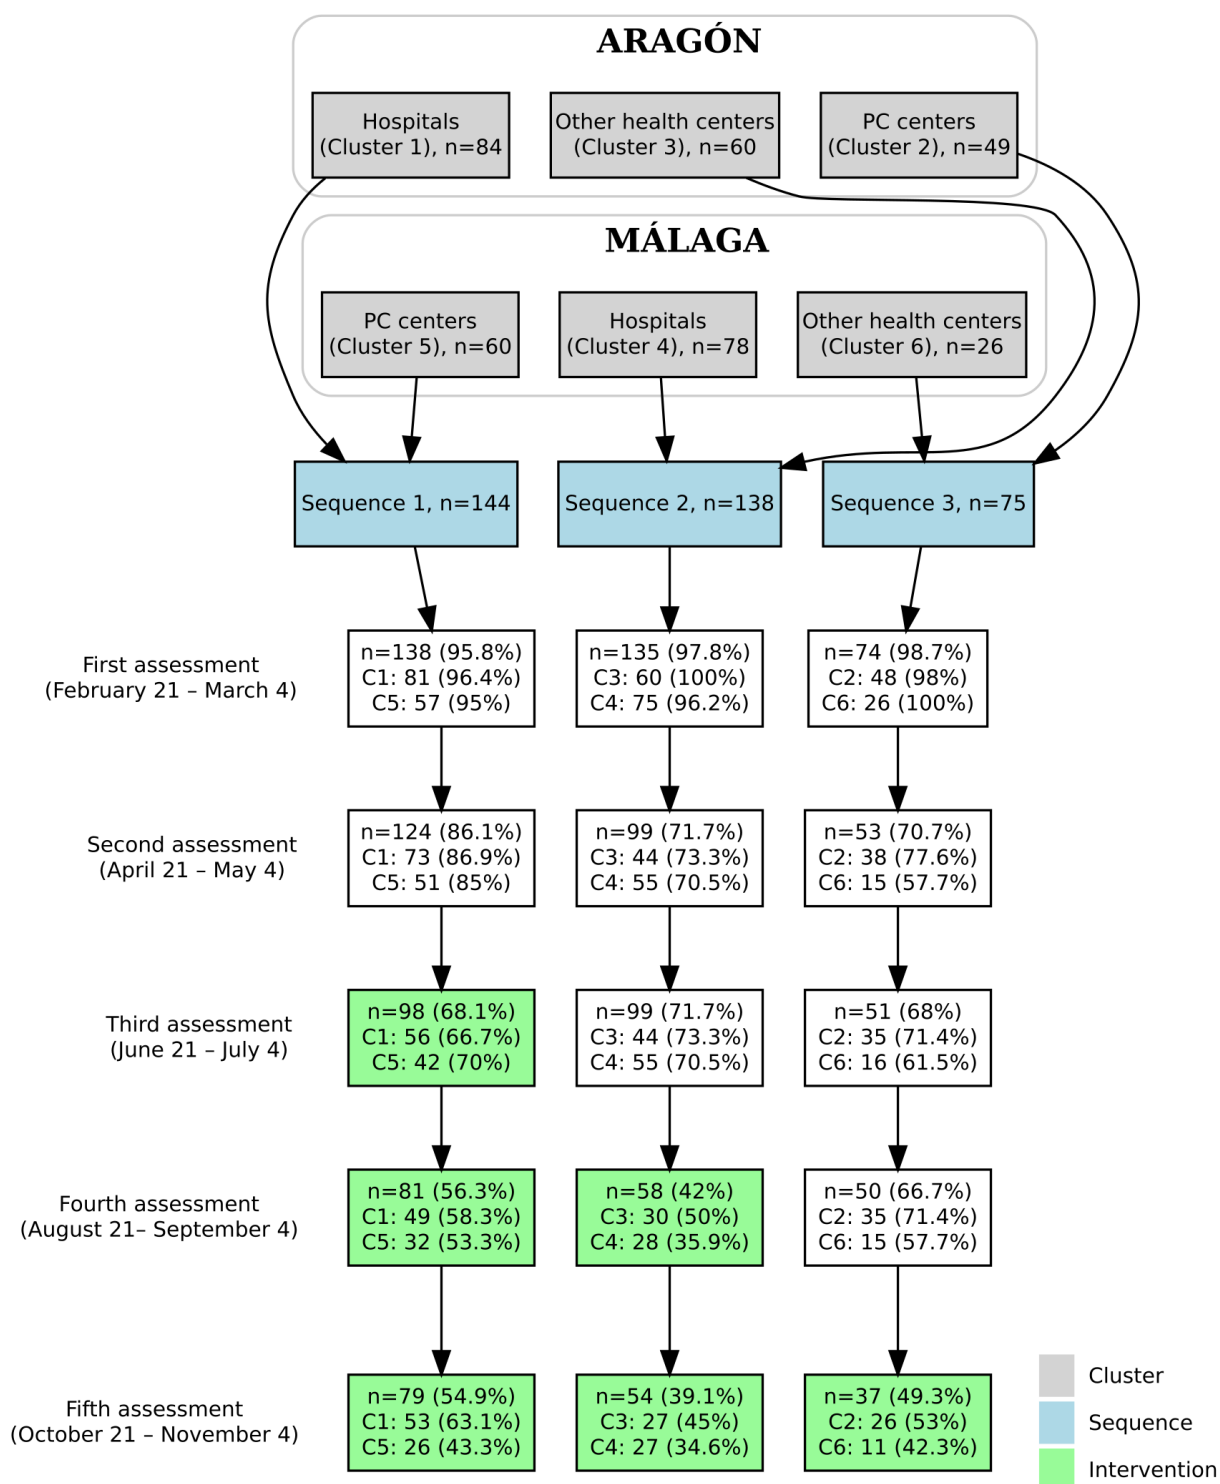 ARAGÓN
Hospitals
(Cluster 1), n=84
Other health centers
(Cluster 3), n=60
PC centers
(Cluster 2), n=49
MÁLAGA
PC centers
(Cluster 5), n=60
Hospitals
(Cluster 4), n=78
Other health centers
(Cluster 6), n=26
Sequence 1, n=144
Sequence 2, n=138
Sequence 3, n=75
First assessment
(February 21 – March 4)
n=138 (95.8%)
C1: 81 (96.4%)
C5: 57 (95%)
n=135 (97.8%)
C3: 60 (100%)
C4: 75 (96.2%)
n=74 (98.7%)
C2: 48 (98%)
C6: 26 (100%)
Second assessment
(April 21 – May 4)
n=124 (86.1%)
C1: 73 (86.9%)
C5: 51 (85%)
n=99 (71.7%)
C3: 44 (73.3%)
C4: 55 (70.5%)
n=53 (70.7%)
C2: 38 (77.6%)
C6: 15 (57.7%)
Third assessment
(June 21 – July 4)
n=98 (68.1%)
C1: 56 (66.7%)
C5: 42 (70%)
n=99 (71.7%)
C3: 44 (73.3%)
C4: 55 (70.5%)
n=51 (68%)
C2: 35 (71.4%)
C6: 16 (61.5%)
Fourth assessment
(August 21– September 4)
n=81 (56.3%)
C1: 49 (58.3%)
C5: 32 (53.3%)
n=58 (42%)
C3: 30 (50%)
C4: 28 (35.9%)
n=50 (66.7%)
C2: 35 (71.4%)
C6: 15 (57.7%)
Fifth assessment
(October 21 – November 4)
n=79 (54.9%)
C1: 53 (63.1%)
C5: 26 (43.3%)
n=54 (39.1%)
C3: 27 (45%)
C4: 27 (34.6%)
n=37 (49.3%)
C2: 26 (53%)
C6: 11 (42.3%)
Cluster
Sequence
Intervention